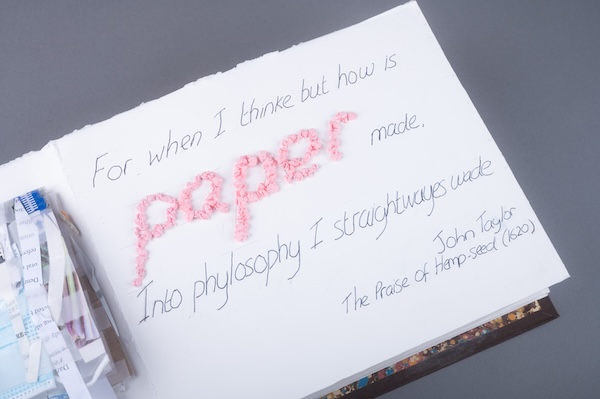 For when I thinke but how is
paper made,
Into phylosophy I straightwayes wade
John Taylor
The Praise of Hemp-seed (1620)